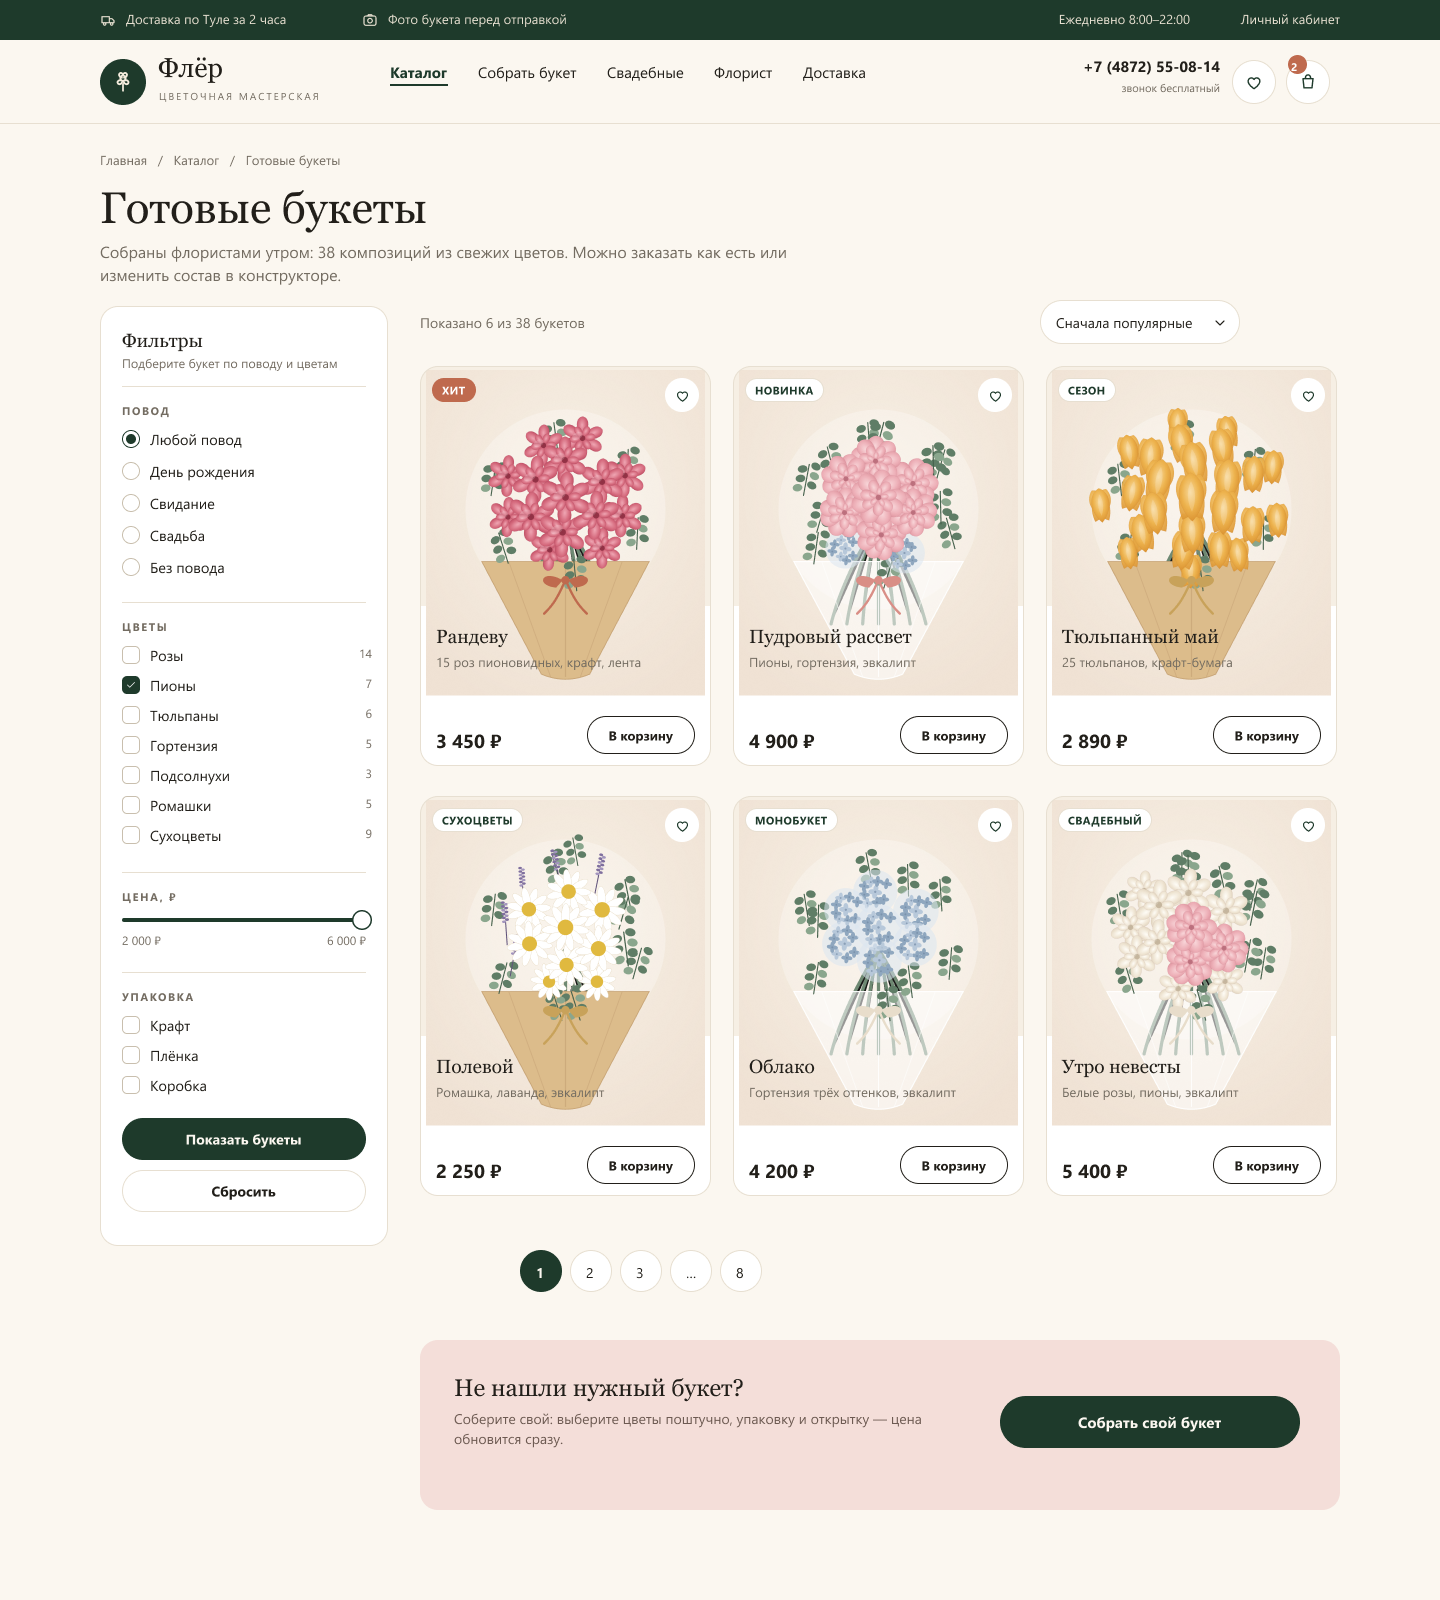 Доставка по Туле за 2 часа
Фото букета перед отправкой
Ежедневно 8:00–22:00
Личный кабинет
Флёр
ЦВЕТОЧНАЯ МАСТЕРСКАЯ
Каталог
Собрать букет
Свадебные
Флорист
Доставка
+7 (4872) 55-08-14
звонок бесплатный
2
Главная / Каталог / Готовые букеты
Готовые букеты
Собраны флористами утром: 38 композиций из свежих цветов. Можно заказать как есть или
изменить состав в конструкторе.
Фильтры
Подберите букет по поводу и цветам
ПОВОД
Любой повод
День рождения
Свидание
Свадьба
Без повода
ЦВЕТЫ
Розы 14
Пионы 7
Тюльпаны 6
Гортензия 5
Подсолнухи 3
Ромашки 5
Сухоцветы 9
ЦЕНА, ₽
2 000 ₽ 6 000 ₽
УПАКОВКА
Крафт
Плёнка
Коробка
Показать букеты
Сбросить
Показано 6 из 38 букетов
Сначала популярные
ХИТ
Рандеву
15 роз пионовидных, крафт, лента
3 450 ₽
В корзину
НОВИНКА
Пудровый рассвет
Пионы, гортензия, эвкалипт
4 900 ₽
В корзину
СЕЗОН
Тюльпанный май
25 тюльпанов, крафт-бумага
2 890 ₽
В корзину
СУХОЦВЕТЫ
Полевой
Ромашка, лаванда, эвкалипт
2 250 ₽
В корзину
МОНОБУКЕТ
Облако
Гортензия трёх оттенков, эвкалипт
4 200 ₽
В корзину
СВАДЕБНЫЙ
Утро невесты
Белые розы, пионы, эвкалипт
5 400 ₽
В корзину
1 2 3 ... 8
Не нашли нужный букет?
Соберите свой: выберите цветы поштучно, упаковку и открытку — цена
обновится сразу.
Собрать свой букет